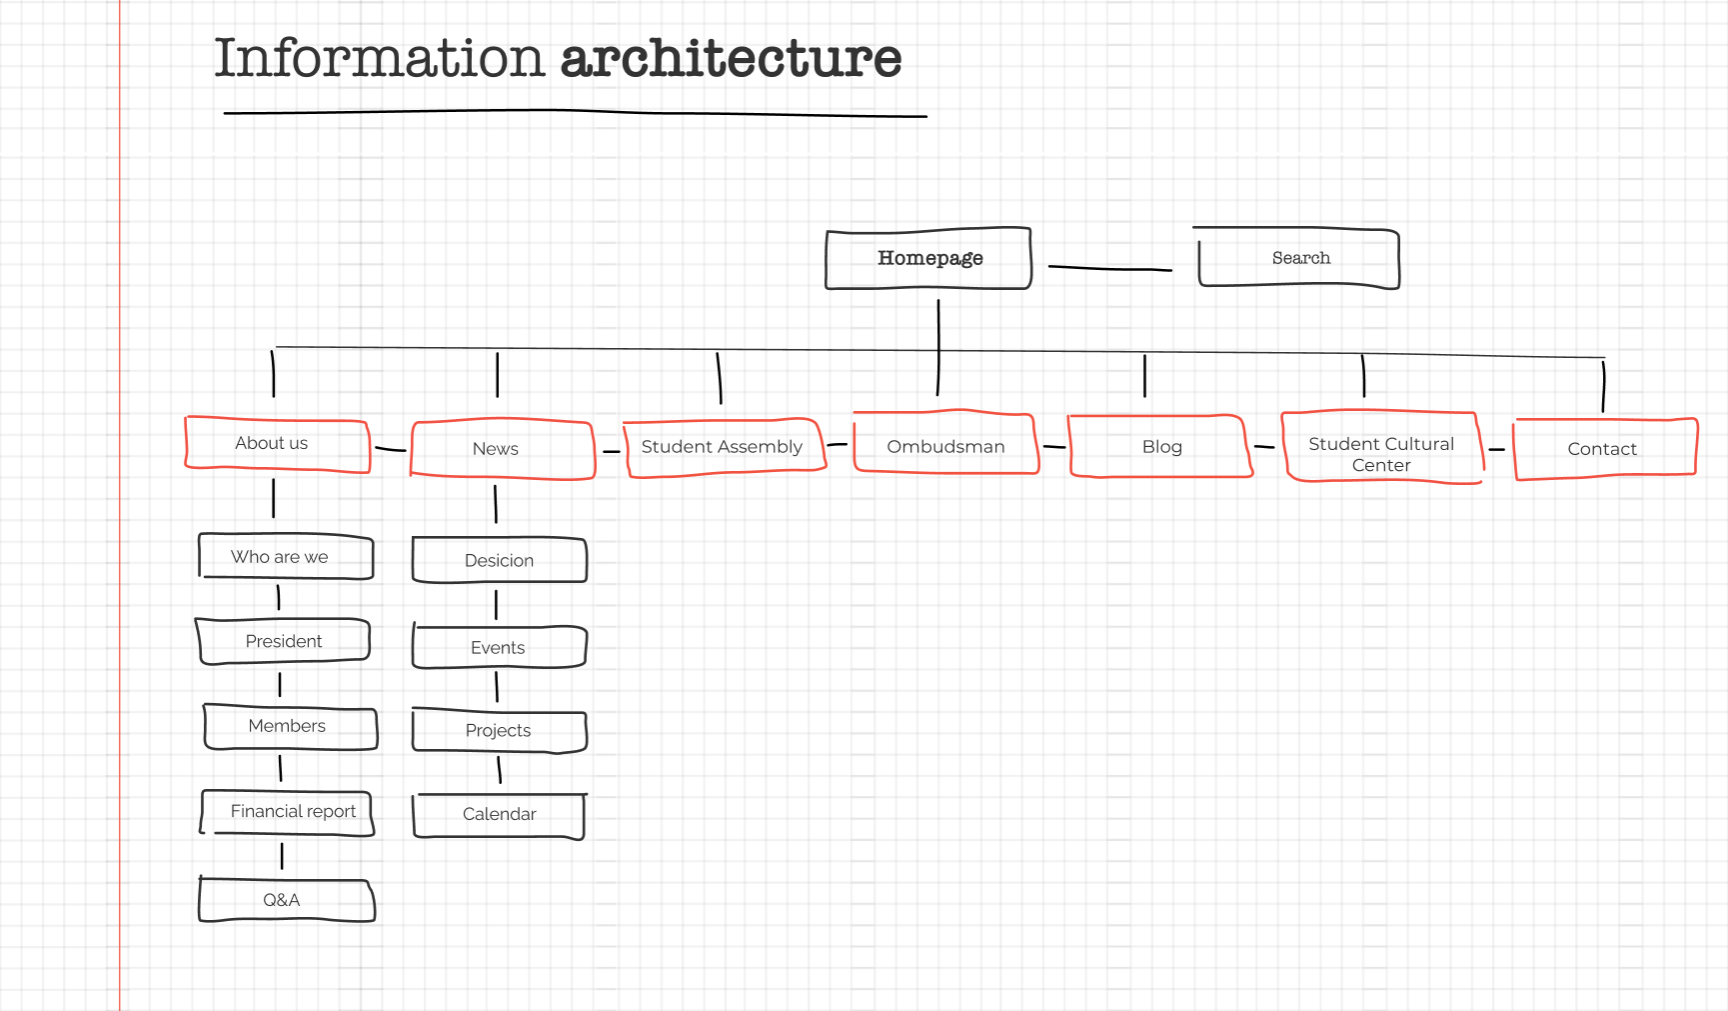 Information architecture
Homepage
Search
About us
News
Student Assembly
Ombudsman
Blog
Student Cultural
Center
Contact
Who are we
President
Members
Financial report
Q&A
Desicion
Events
Projects
Calendar